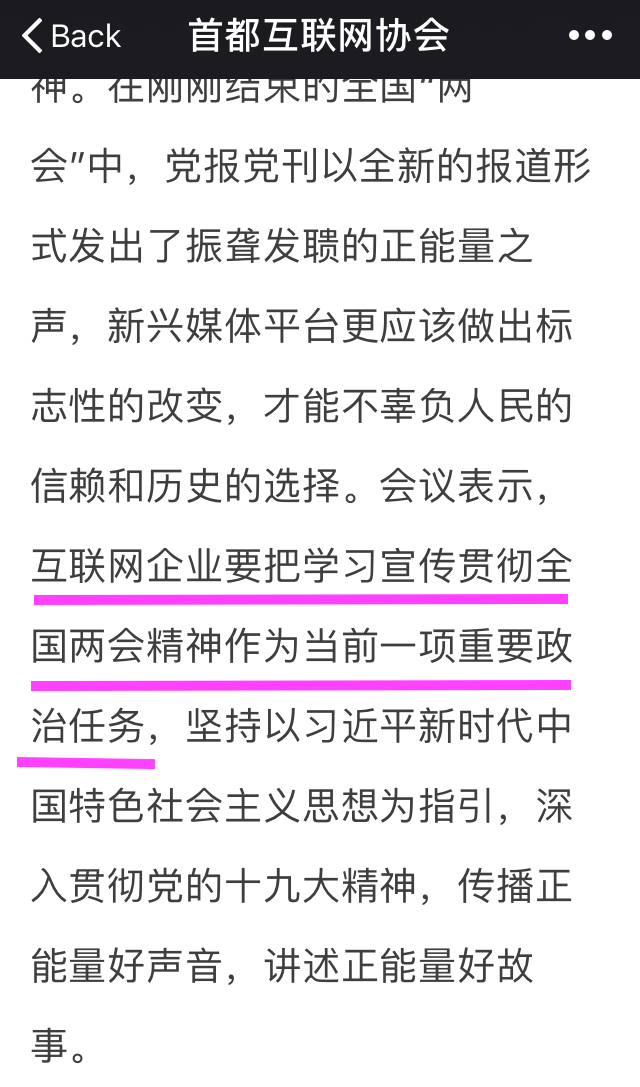 Back 首都互联网协会
神。在刚刚结束的全国“两
会”中，党报党刊以全新的报道形
式发出了振聋发聩的正能量之
声，新兴媒体平台更应该做出标
志性的改变，才能不辜负人民的
信赖和历史的选择。会议表示，
互联网企业要把学习宣传贯彻全
国两会精神作为当前一项重要政
治任务，坚持以习近平新时代中
国特色社会主义思想为指引，深
入贯彻党的十九大精神，传播正
能量好声音，讲述正能量好故
事。